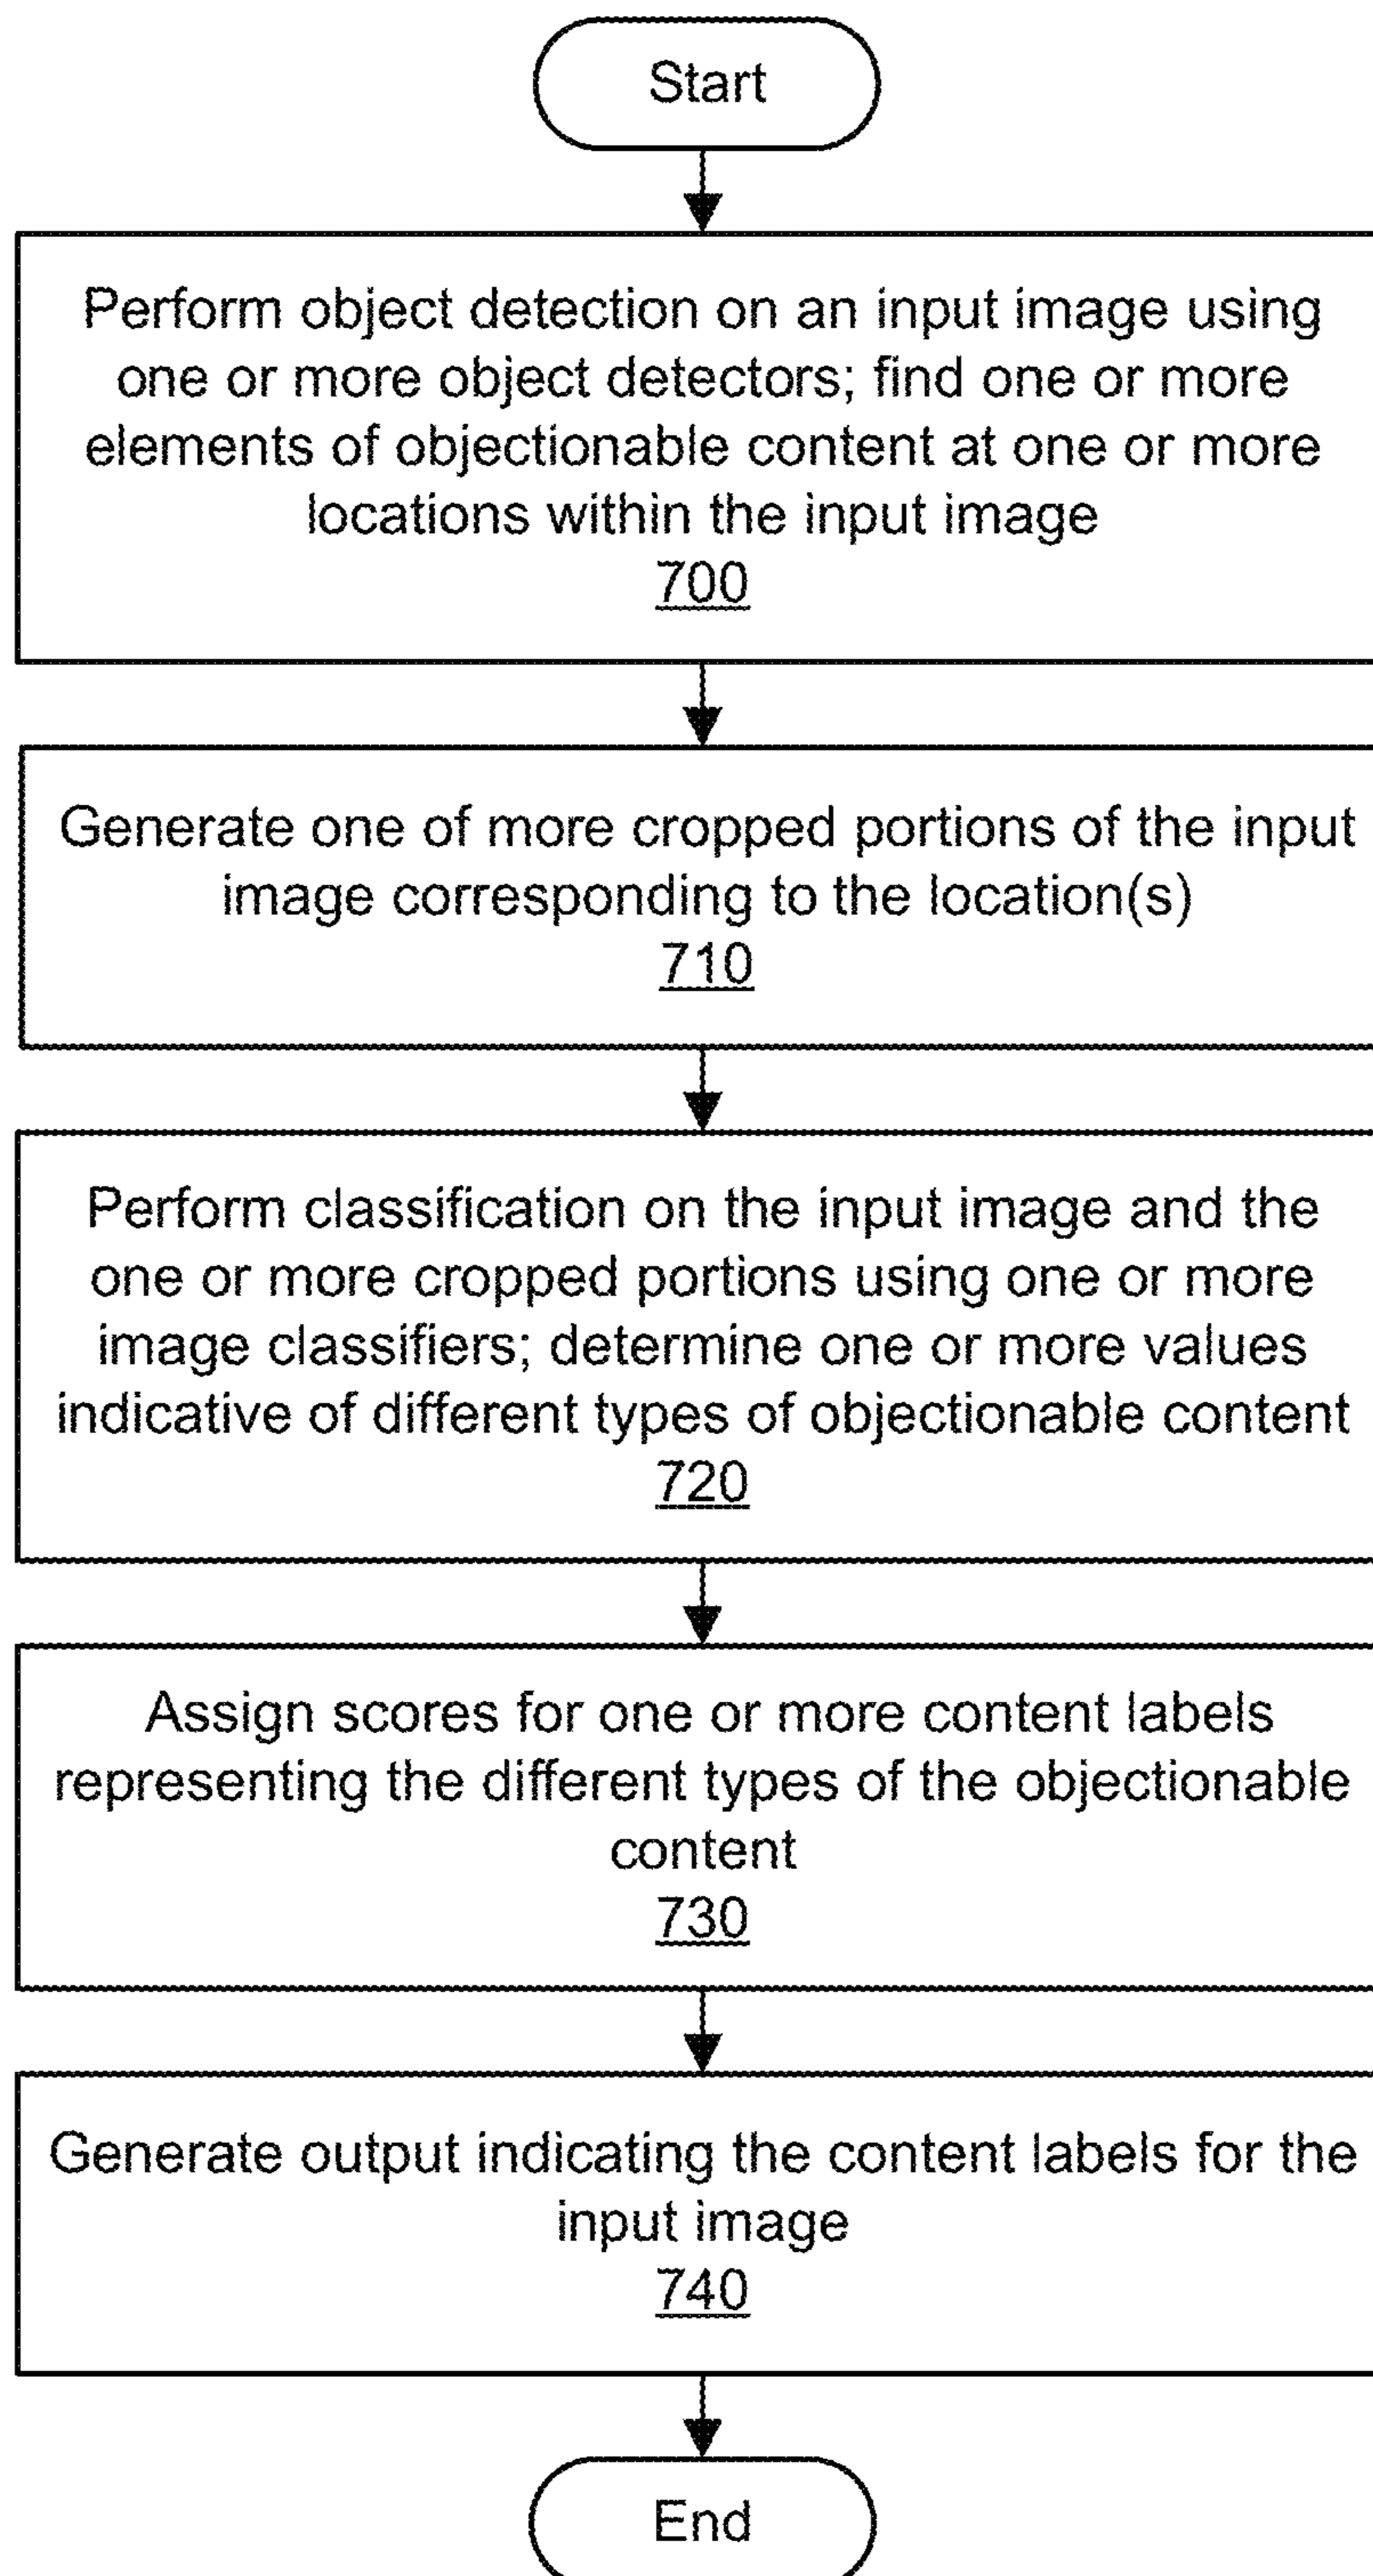 Start
Perform object detection on an input image using
one or more object detectors; find one or more
elements of objectionable content at one or more
locations within the input image
700
Generate one of more cropped portions of the input
image corresponding to the location(s)
710
Perform classification on the input image and the
one or more cropped portions using one or more
image classifiers; determine one or more values
indicative of different types of objectionable content
720
Assign scores for one or more content labels
representing the different types of the objectionable
content
730
Generate output indicating the content labels for the
input image
740
End